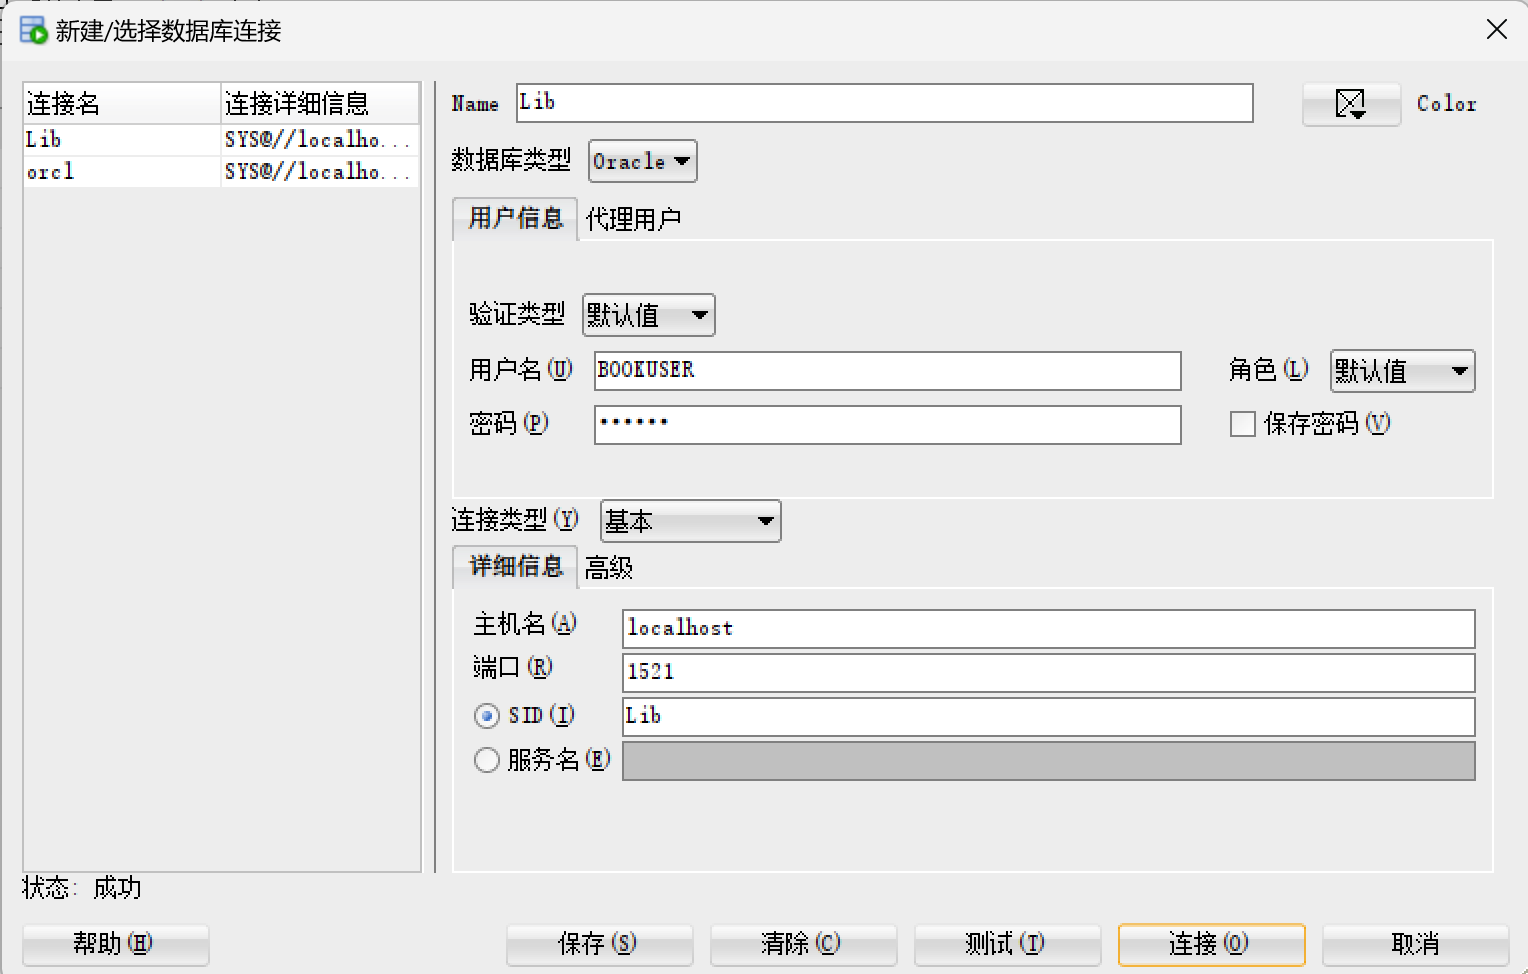 新建/选择数据库连接
连接名 连接详细信息
Lib SYS@//localho...
orcl SYS@//localho...
Name Lib Color
数据库类型 Oracle
用户信息 代理用户
验证类型 默认值
用户名(U) BOOKUSER 角色(L) 默认值
密码(P) •••••• 保存密码(V)
连接类型(Y) 基本
详细信息 高级
主机名(A) localhost
端口(R) 1521
SID(I) Lib
服务名(E)
状态: 成功
帮助(H) 保存(S) 清除(C) 测试(T) 连接(O) 取消